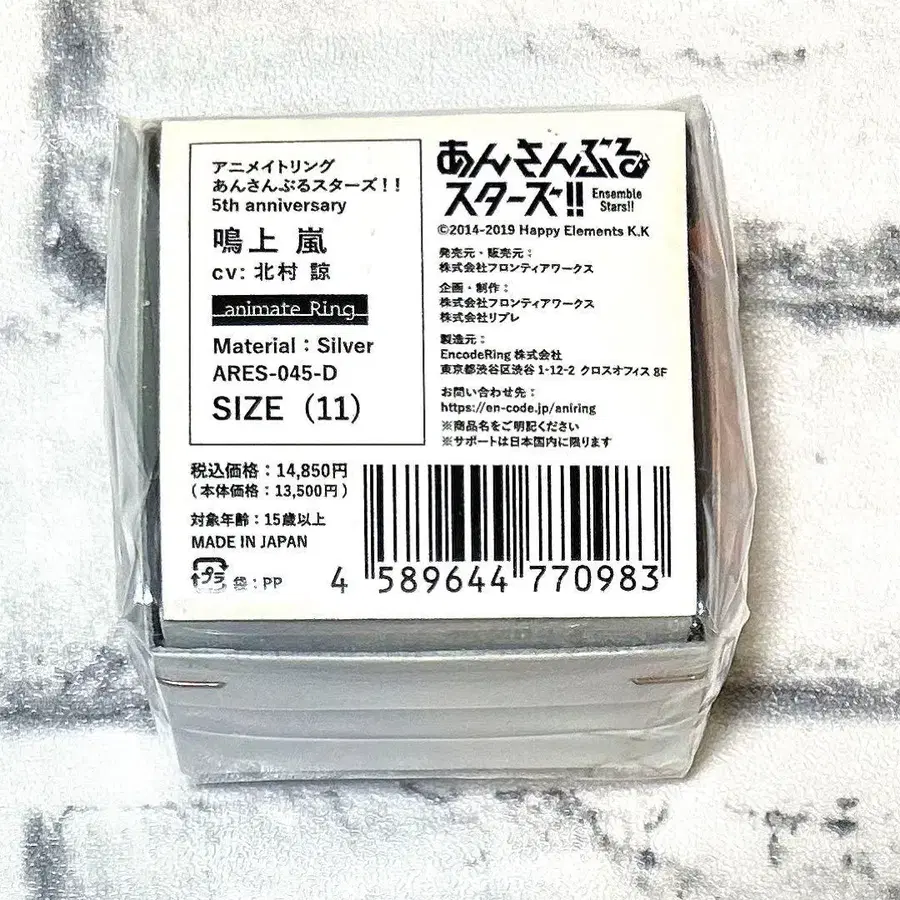 アニメイトリング
あんさんぶるスターズ！！
5th anniversary
鳴上 嵐
cv: 北村 諒
animate Ring
Material：Silver
ARES-045-D
SIZE（11）
あんさんぶる
スターズ!!
Ensemble
Stars!!
©2014-2019 Happy Elements K.K
発売元・販売元：
株式会社フロンティアワークス
企画・制作：
株式会社フロンティアワークス
株式会社リブレ
製造元：
EncodeRing 株式会社
東京都渋谷区渋谷 1-12-2 クロスオフィス 8F
お問い合わせ先：
https://en-code.jp/aniring
※商品名をご明記ください
※サポートは日本国内に限ります
税込価格：14,850円
（本体価格：13,500円）
対象年齢：15歳以上
MADE IN JAPAN
プラ 袋：PP
4 589644 770983